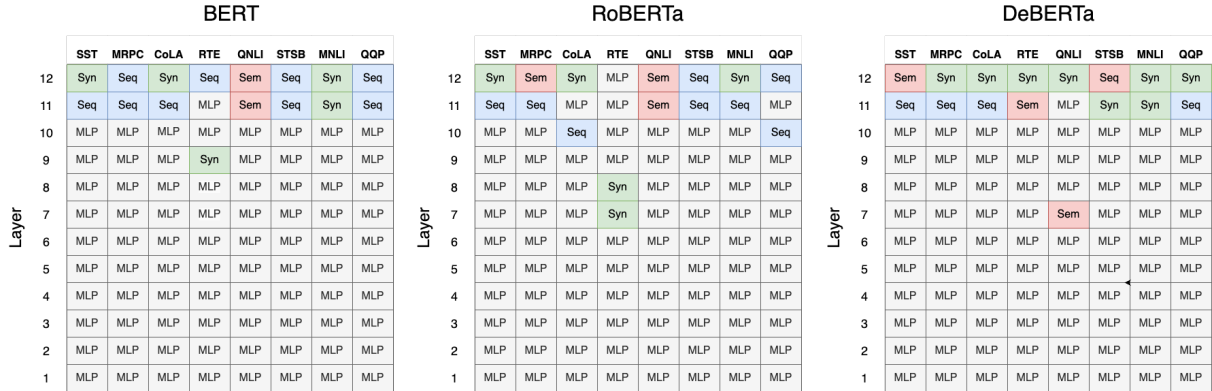 BERT RoBERTa DeBERTa
SST MRPC CoLA RTE QNLI STSB MNLI QQP SST MRPC CoLA RTE QNLI STSB MNLI QQP SST MRPC CoLA RTE QNLI STSB MNLI QQP
12 Syn Seq Syn Seq Sem Seq Syn Seq 12 Syn Sem Syn MLP Sem Seq Syn Seq 12 Sem Syn Syn Syn Syn Seq Syn Syn
11 Seq Seq Seq MLP Sem Seq Syn Seq 11 Seq Seq MLP MLP Sem Seq Seq MLP 11 Seq Seq Seq Sem MLP Syn Syn Seq
10 MLP MLP MLP MLP MLP MLP MLP MLP 10 MLP MLP Seq MLP MLP MLP MLP Seq 10 MLP MLP MLP MLP MLP MLP MLP MLP
9 MLP MLP MLP Syn MLP MLP MLP MLP 9 MLP MLP MLP MLP MLP MLP MLP MLP 9 MLP MLP MLP MLP MLP MLP MLP MLP
8 MLP MLP MLP MLP MLP MLP MLP MLP 8 MLP MLP MLP Syn MLP MLP MLP MLP 8 MLP MLP MLP MLP MLP MLP MLP MLP
Layer 7 MLP MLP MLP MLP MLP MLP MLP MLP Layer 7 MLP MLP MLP Syn MLP MLP MLP MLP Layer 7 MLP MLP MLP MLP Sem MLP MLP MLP
6 MLP MLP MLP MLP MLP MLP MLP MLP 6 MLP MLP MLP MLP MLP MLP MLP MLP 6 MLP MLP MLP MLP MLP MLP MLP MLP
5 MLP MLP MLP MLP MLP MLP MLP MLP 5 MLP MLP MLP MLP MLP MLP MLP MLP 5 MLP MLP MLP MLP MLP MLP MLP MLP
4 MLP MLP MLP MLP MLP MLP MLP MLP 4 MLP MLP MLP MLP MLP MLP MLP MLP 4 MLP MLP MLP MLP MLP MLP MLP MLP
3 MLP MLP MLP MLP MLP MLP MLP MLP 3 MLP MLP MLP MLP MLP MLP MLP MLP 3 MLP MLP MLP MLP MLP MLP MLP MLP
2 MLP MLP MLP MLP MLP MLP MLP MLP 2 MLP MLP MLP MLP MLP MLP MLP MLP 2 MLP MLP MLP MLP MLP MLP MLP MLP
1 MLP MLP MLP MLP MLP MLP MLP MLP 1 MLP MLP MLP MLP MLP MLP MLP MLP 1 MLP MLP MLP MLP MLP MLP MLP MLP